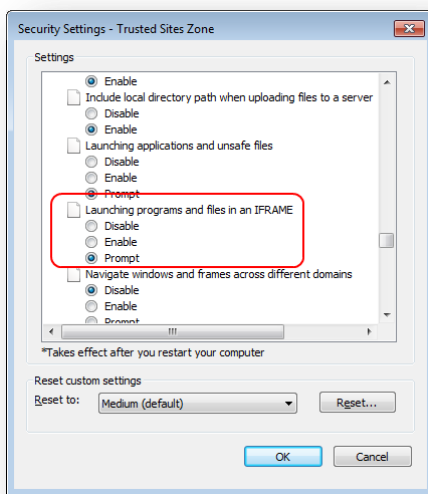 Security Settings - Trusted Sites Zone
Settings
Enable
Include local directory path when uploading files to a server
Disable
Enable
Launching applications and unsafe files
Disable
Enable
Prompt
Launching programs and files in an IFRAME
Disable
Enable
Prompt
Navigate windows and frames across different domains
Disable
Enable
Prompt
*Takes effect after you restart your computer
Reset custom settings
Reset to: Medium (default) Reset...
OK Cancel